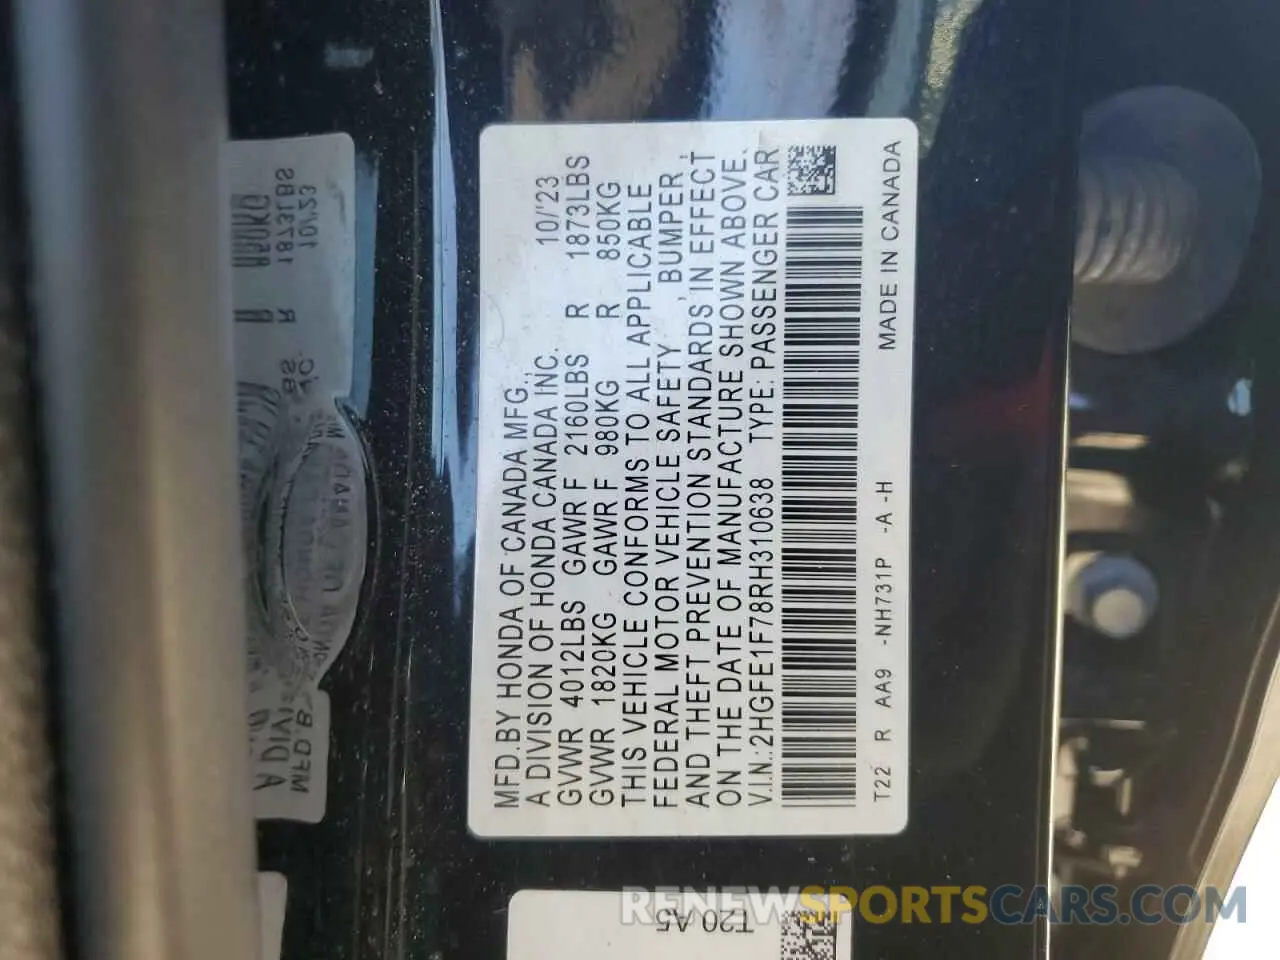 MFD.BY HONDA OF CANADA MFG.,
A DIVISION OF HONDA CANADA INC. 10/'23
GVWR 4012LBS GAWR F 2160LBS R 1873LBS
GVWR 1820KG GAWR F 980KG R 850KG
THIS VEHICLE CONFORMS TO ALL APPLICABLE
FEDERAL MOTOR VEHICLE SAFETY , BUMPER ,
AND THEFT PREVENTION STANDARDS IN EFFECT
ON THE DATE OF MANUFACTURE SHOWN ABOVE.
V.I.N.:2HGFE1F78RH310638 TYPE: PASSENGER CAR
T22 R AA9 -NH731P -A -H MADE IN CANADA
T20 A5
RENEWSPORTSCARS.COM